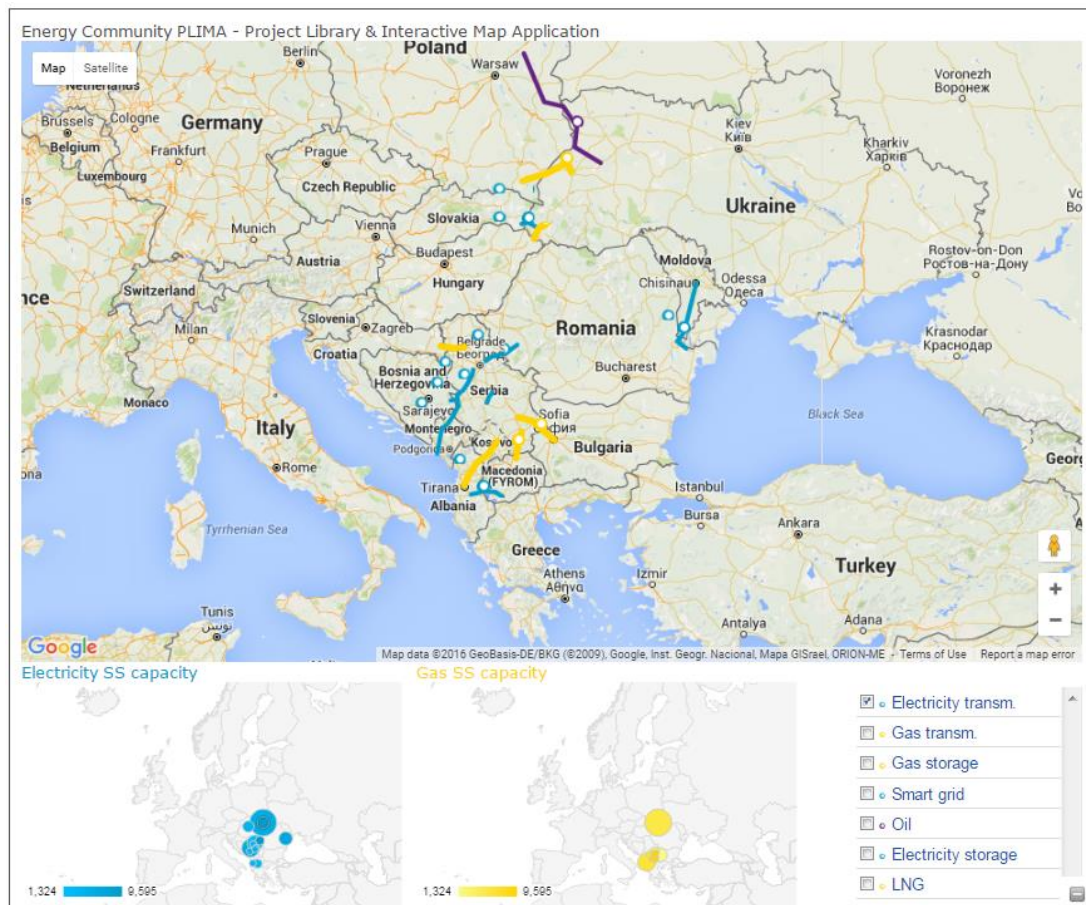 Energy Community PLIMA - Project Library & Interactive Map Application
Map Satellite
Berlin
Poland
Warsaw
Voronezh
Воронеж
Netherlands
Brussels
Cologne
Germany
Kiev
Київ
Kharkiv
Харків
Belgium
Frankfurt
Prague
Luxembourg
Czech Republic
Ukraine
Slovakia
Munich
Vienna
Rostov-on-Don
Ростов-на-Дону
Austria
Budapest
Moldova
Chisinau
Odessa
Одеса
Switzerland
Hungary
Slovenia
Zagreb
Milan
Romania
Krasnodar
Краснодар
Croatia
Belgrade
Bosnia and
Herzegovina
Serbia
Bucharest
Monaco
Sarajevo
Black Sea
Italy
Montenegro
Sofia
София
Podgorica
Kosovo
Bulgaria
Rome
Macedonia
(FYROM)
Tirana
Albania
Istanbul
Bursa
Tyrrhenian Sea
Ankara
Greece
Turkey
Athens
Αθήνα
Izmir
Tunis
تونس
Antalya
Adana
+
−
Google
Map data ©2016 GeoBasis-DE/BKG (©2009), Google, Inst. Geogr. Nacional, Mapa GISrael, ORION-ME
Terms of Use
Report a map error
Electricity SS capacity
Gas SS capacity
Electricity transm.
Gas transm.
Gas storage
Smart grid
Oil
Electricity storage
LNG
1,324 9,595
1,324 9,595